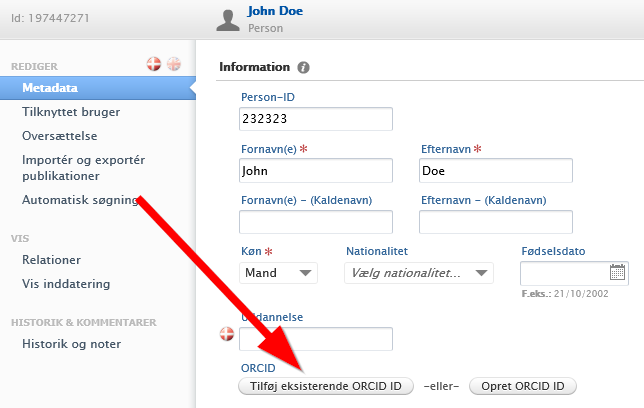 Id: 197447271
John Doe
Person
REDIGER
Metadata
Tilknyttet bruger
Oversættelse
Importér og exportér
publikationer
Automatisk søgning
VIS
Relationer
Vis inddatering
HISTORIK & KOMMENTARER
Historik og noter
Information i
Person-ID
232323
Fornavn(e) * Efternavn *
John Doe
Fornavn(e) - (Kaldenavn) Efternavn - (Kaldenavn)
Køn * Nationalitet Fødselsdato
Mand Vælg nationalitet...
F.eks.: 21/10/2002
ORCID
Tilføj eksisterende ORCID ID -eller- Opret ORCID ID